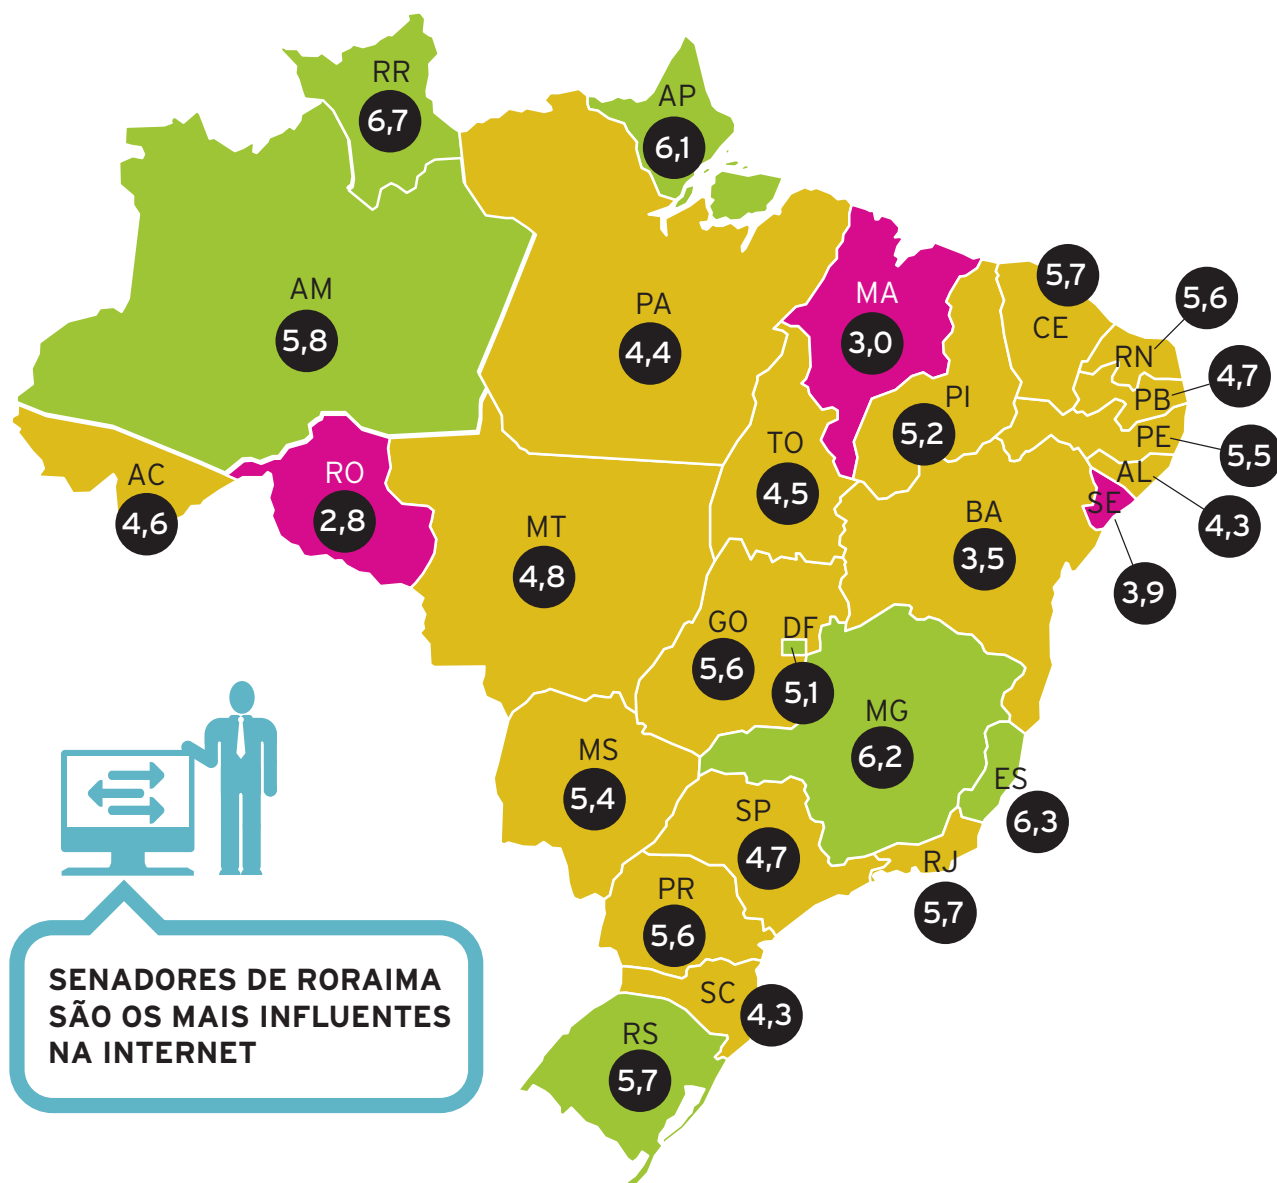 RR
6,7
AP
6,1
AM
5,8
PA
4,4
MA
3,0
5,7
CE
5,6
RN
4,7
PB
PI
5,2
PE
5,5
TO
4,5
AL
4,3
SE
3,9
AC
4,6
RO
2,8
MT
4,8
BA
3,5
GO
5,6
DF
5,1
MG
6,2
MS
5,4
ES
6,3
SP
4,7
RJ
5,7
PR
5,6
SC
4,3
RS
5,7
SENADORES DE RORAIMA
SÃO OS MAIS INFLUENTES
NA INTERNET